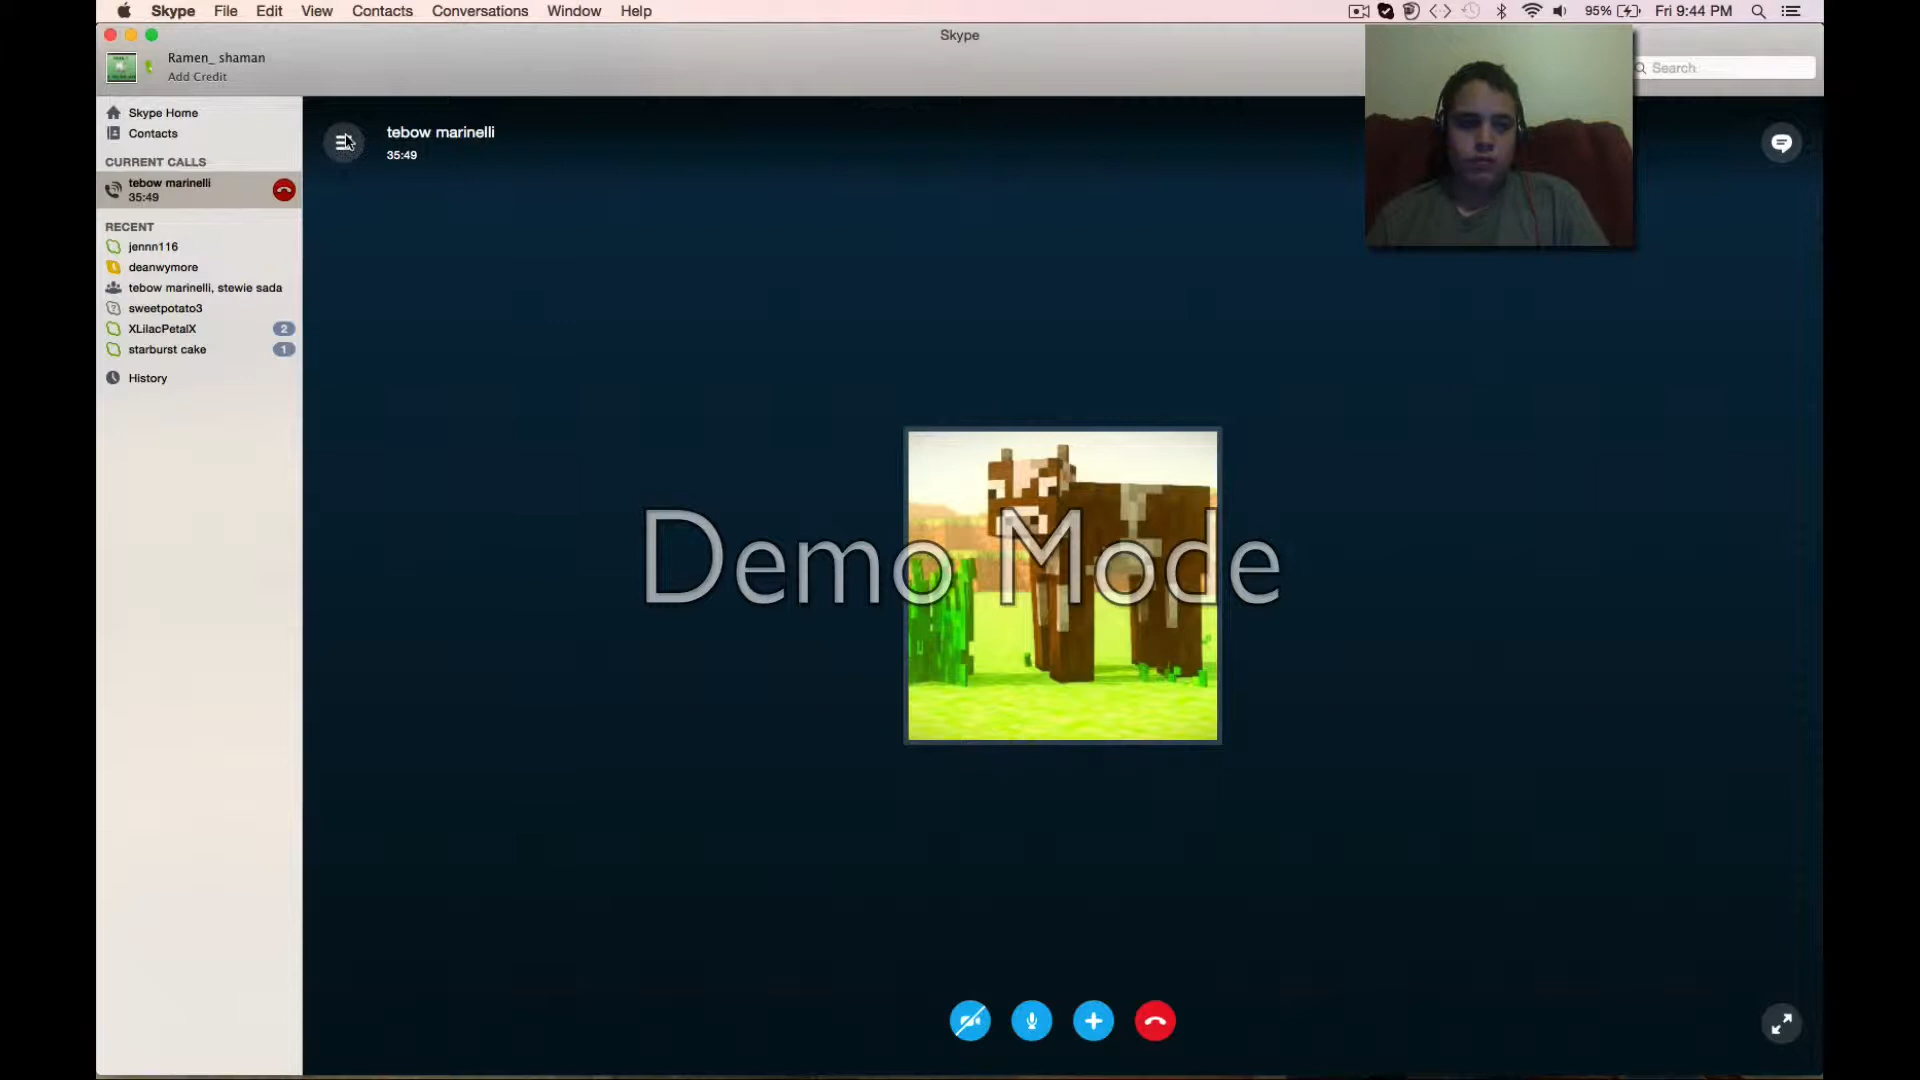 Skype File Edit View Contacts Conversations Window Help 95% Fri 9:44 PM
Skype
Ramen_ shaman
Add Credit
Search
Skype Home
Contacts
CURRENT CALLS
tebow marinelli
35:49
RECENT
jennn116
deanwymore
tebow marinelli, stewie sada
sweetpotato3
XLilacPetalX 2
starburst cake 1
History
tebow marinelli
35:49
Demo Mode